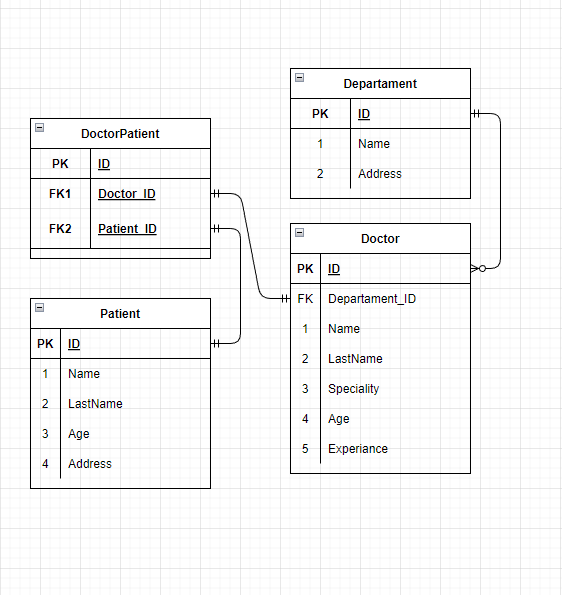 DoctorPatient
PK ID
FK1 Doctor_ID
FK2 Patient_ID
Patient
PK ID
1 Name
2 LastName
3 Age
4 Address
Departament
PK ID
1 Name
2 Address
Doctor
PK ID
FK Departament_ID
1 Name
2 LastName
3 Speciality
4 Age
5 Experiance